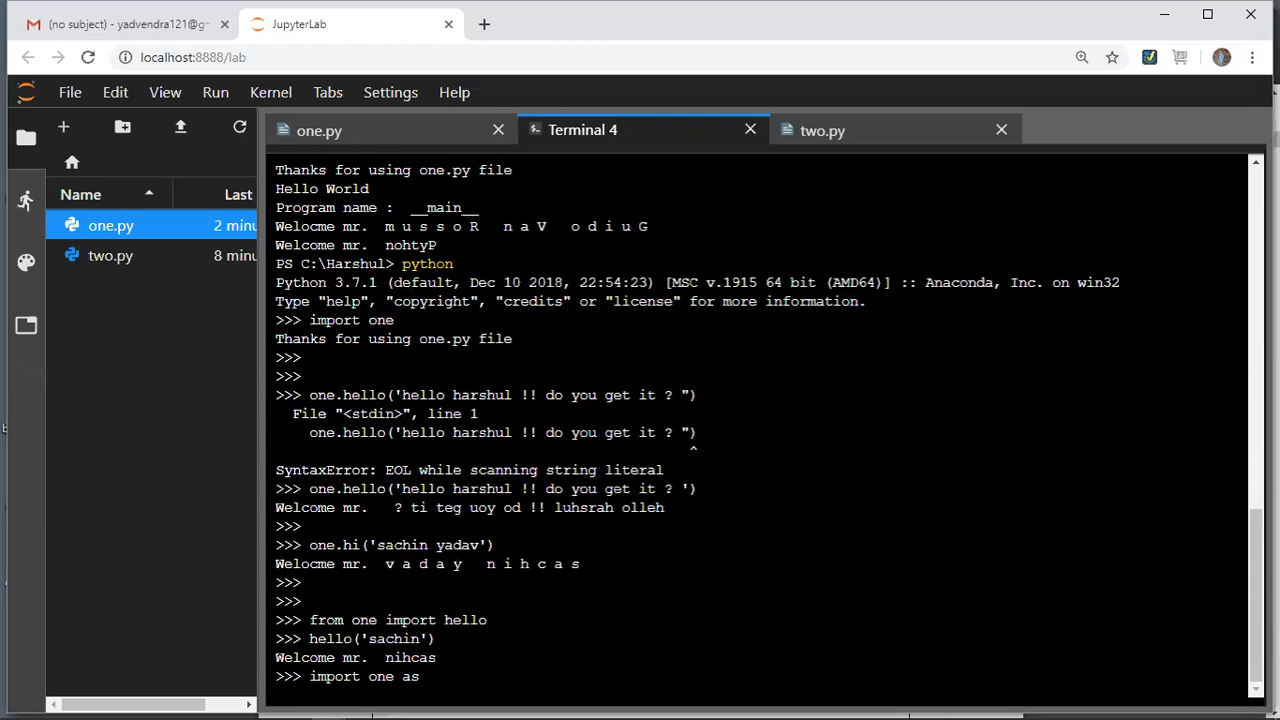 (no subject) - yadvendra121@g
JupyterLab
localhost:8888/lab
File Edit View Run Kernel Tabs Settings Help
one.py
Terminal 4
two.py
Name
Last
one.py 2 minu
two.py 8 minu
Thanks for using one.py file
Hello World
Program name :  __main__
Welocme mr.  m u s s o R   n a V   o d i u G
Welcome mr.  nohtyP
PS C:\Harshul> python
Python 3.7.1 (default, Dec 10 2018, 22:54:23) [MSC v.1915 64 bit (AMD64)] :: Anaconda, Inc. on win32
Type "help", "copyright", "credits" or "license" for more information.
>>> import one
Thanks for using one.py file
>>>
>>>
>>> one.hello('hello harshul !! do you get it ? ")
  File "<stdin>", line 1
    one.hello('hello harshul !! do you get it ? ")
                                                 ^
SyntaxError: EOL while scanning string literal
>>> one.hello('hello harshul !! do you get it ? ')
Welcome mr.   ? ti teg uoy od !! luhsrah olleh
>>>
>>> one.hi('sachin yadav')
Welocme mr.  v a d a y   n i h c a s
>>>
>>>
>>> from one import hello
>>> hello('sachin')
Welcome mr.  nihcas
>>> import one as